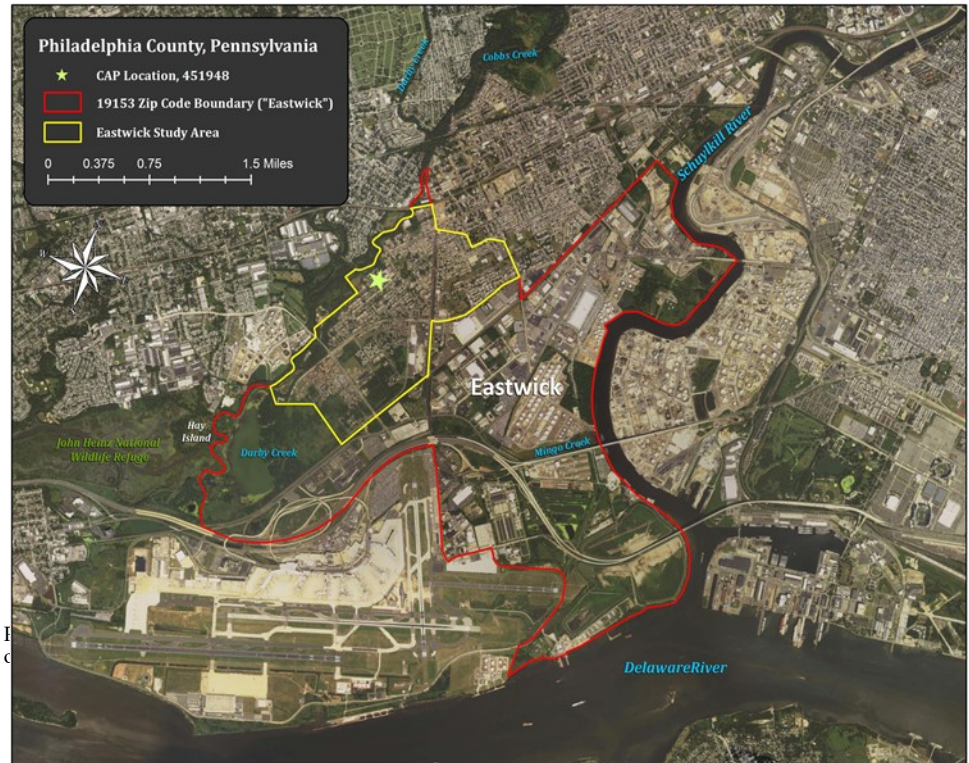 Philadelphia County, Pennsylvania
CAP Location, 451948
19153 Zip Code Boundary ("Eastwick")
Eastwick Study Area
0 0.375 0.75 1.5 Miles
Darby Creek
Cobbs Creek
Schuylkill River
N
Eastwick
Hay
Island
John Heinz National
Wildlife Refuge
Darby Creek
Mingo Creek
DelawareRiver